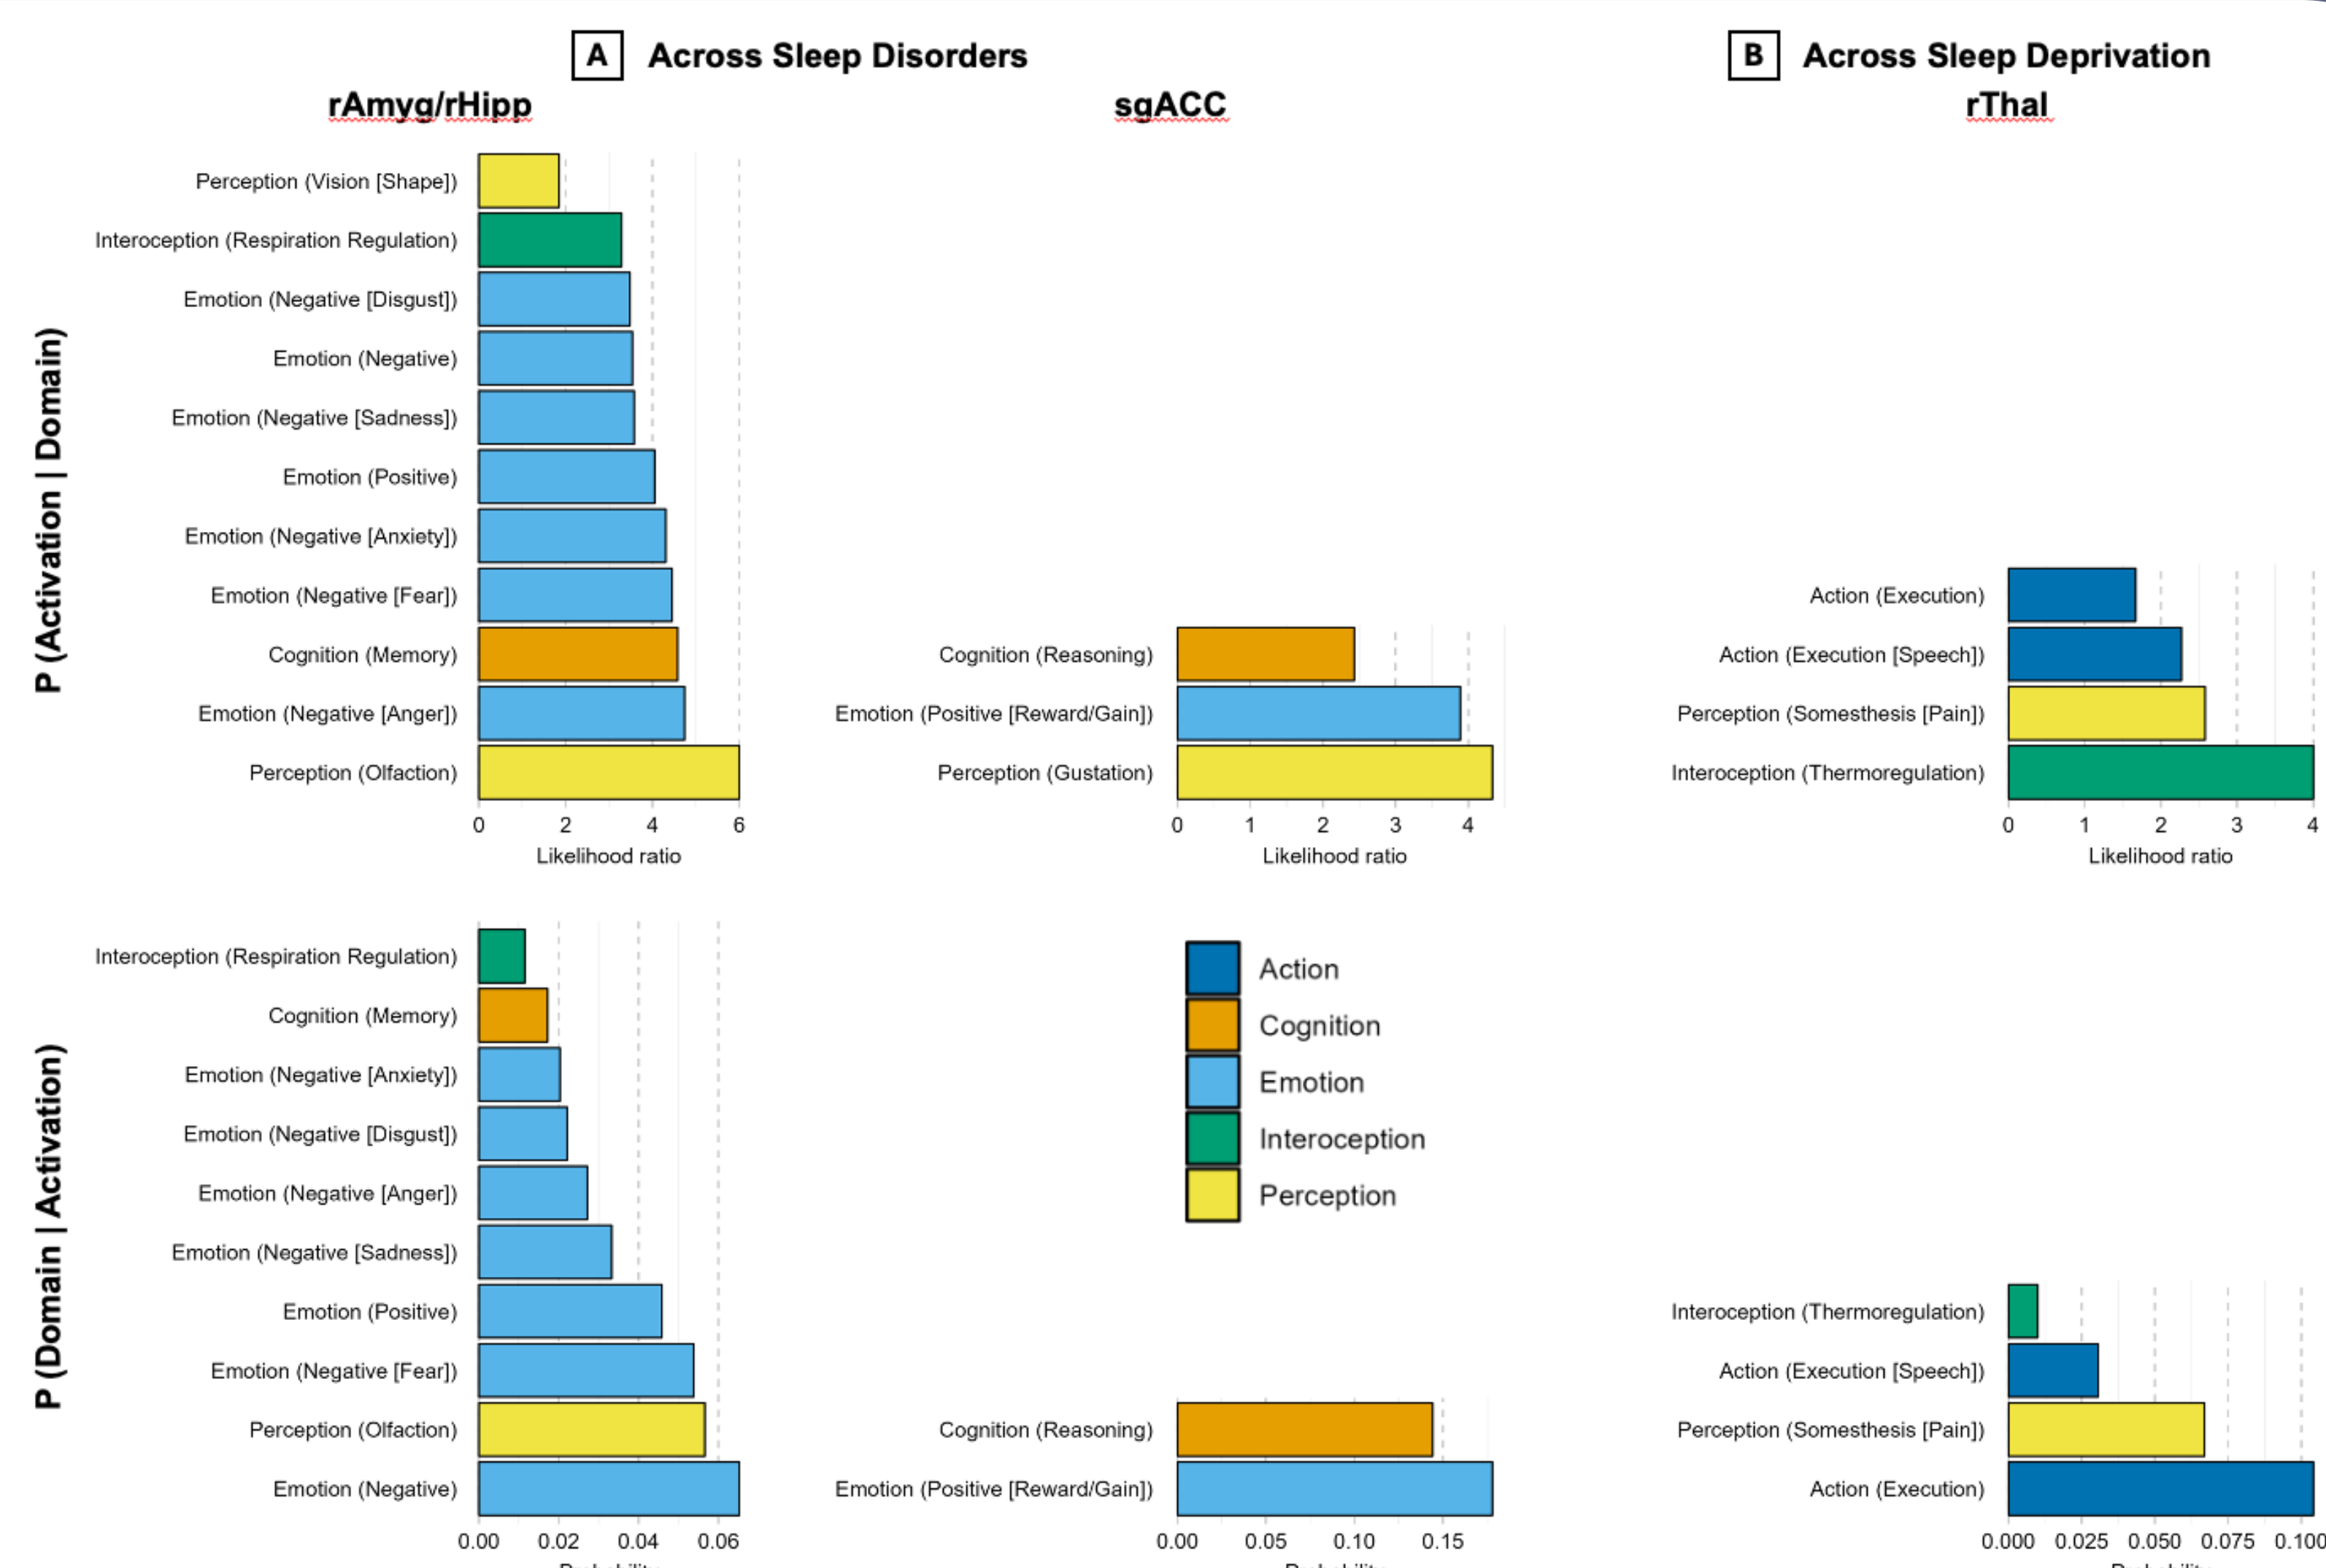 A Across Sleep Disorders
B Across Sleep Deprivation
rAmyg/rHipp
sgACC
rThal
P (Activation | Domain)
Perception (Vision [Shape])
Interoception (Respiration Regulation)
Emotion (Negative [Disgust])
Emotion (Negative)
Emotion (Negative [Sadness])
Emotion (Positive)
Emotion (Negative [Anxiety])
Emotion (Negative [Fear])
Cognition (Memory)
Emotion (Negative [Anger])
Perception (Olfaction)
0 2 4 6
Likelihood ratio
Cognition (Reasoning)
Emotion (Positive [Reward/Gain])
Perception (Gustation)
0 1 2 3 4
Likelihood ratio
Action (Execution)
Action (Execution [Speech])
Perception (Somesthesis [Pain])
Interoception (Thermoregulation)
0 1 2 3 4
Likelihood ratio
P (Domain | Activation)
Interoception (Respiration Regulation)
Cognition (Memory)
Emotion (Negative [Anxiety])
Emotion (Negative [Disgust])
Emotion (Negative [Anger])
Emotion (Negative [Sadness])
Emotion (Positive)
Emotion (Negative [Fear])
Perception (Olfaction)
Emotion (Negative)
0.00 0.02 0.04 0.06
Probability
Action
Cognition
Emotion
Interoception
Perception
Cognition (Reasoning)
Emotion (Positive [Reward/Gain])
0.00 0.05 0.10 0.15
Probability
Interoception (Thermoregulation)
Action (Execution [Speech])
Perception (Somesthesis [Pain])
Action (Execution)
0.000 0.025 0.050 0.075 0.100
Probability